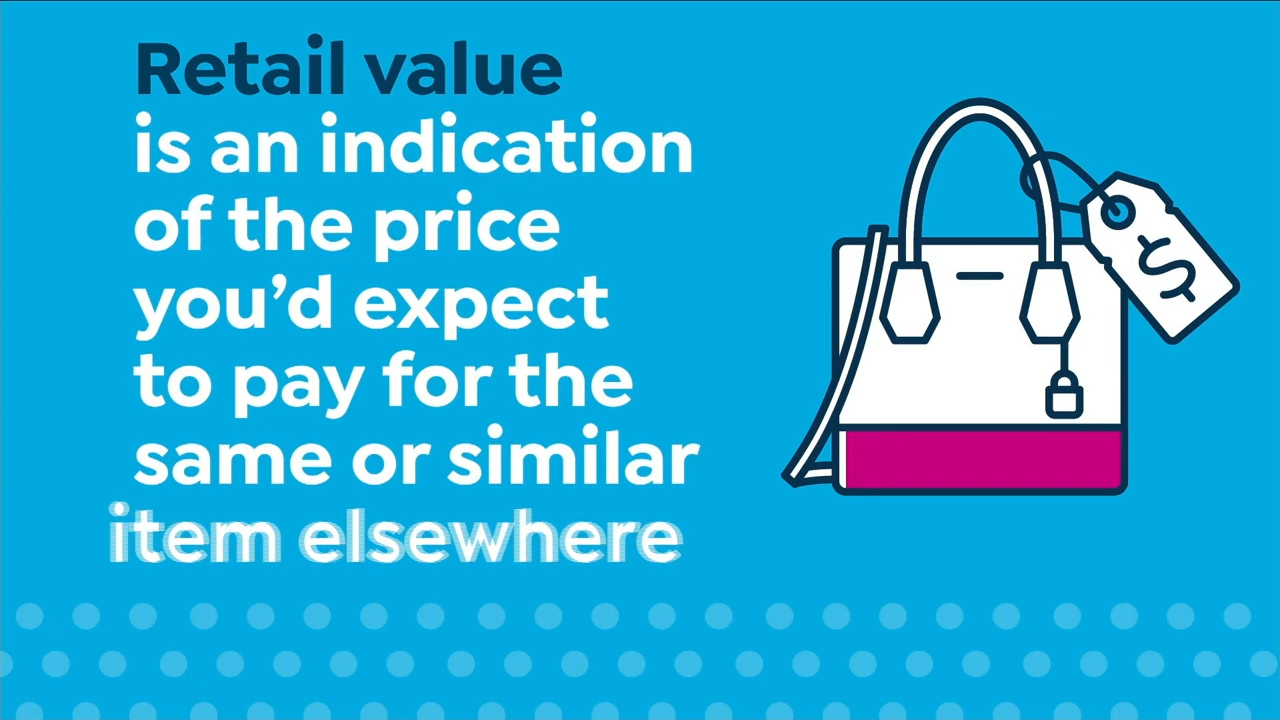 Retail value
is an indication
of the price
you’d expect
to pay for the
same or similar
item elsewhere
$